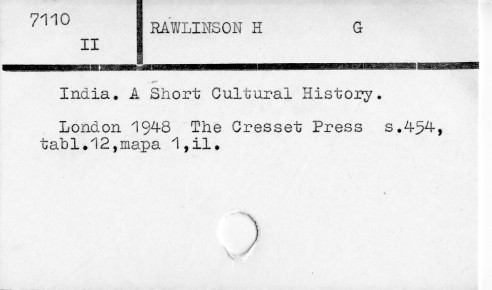 7110
II
RAWLINSON H G
India. A Short Cultural History.
London 1948 The Cresset Press s.454,
tabl.12,mapa 1,il.